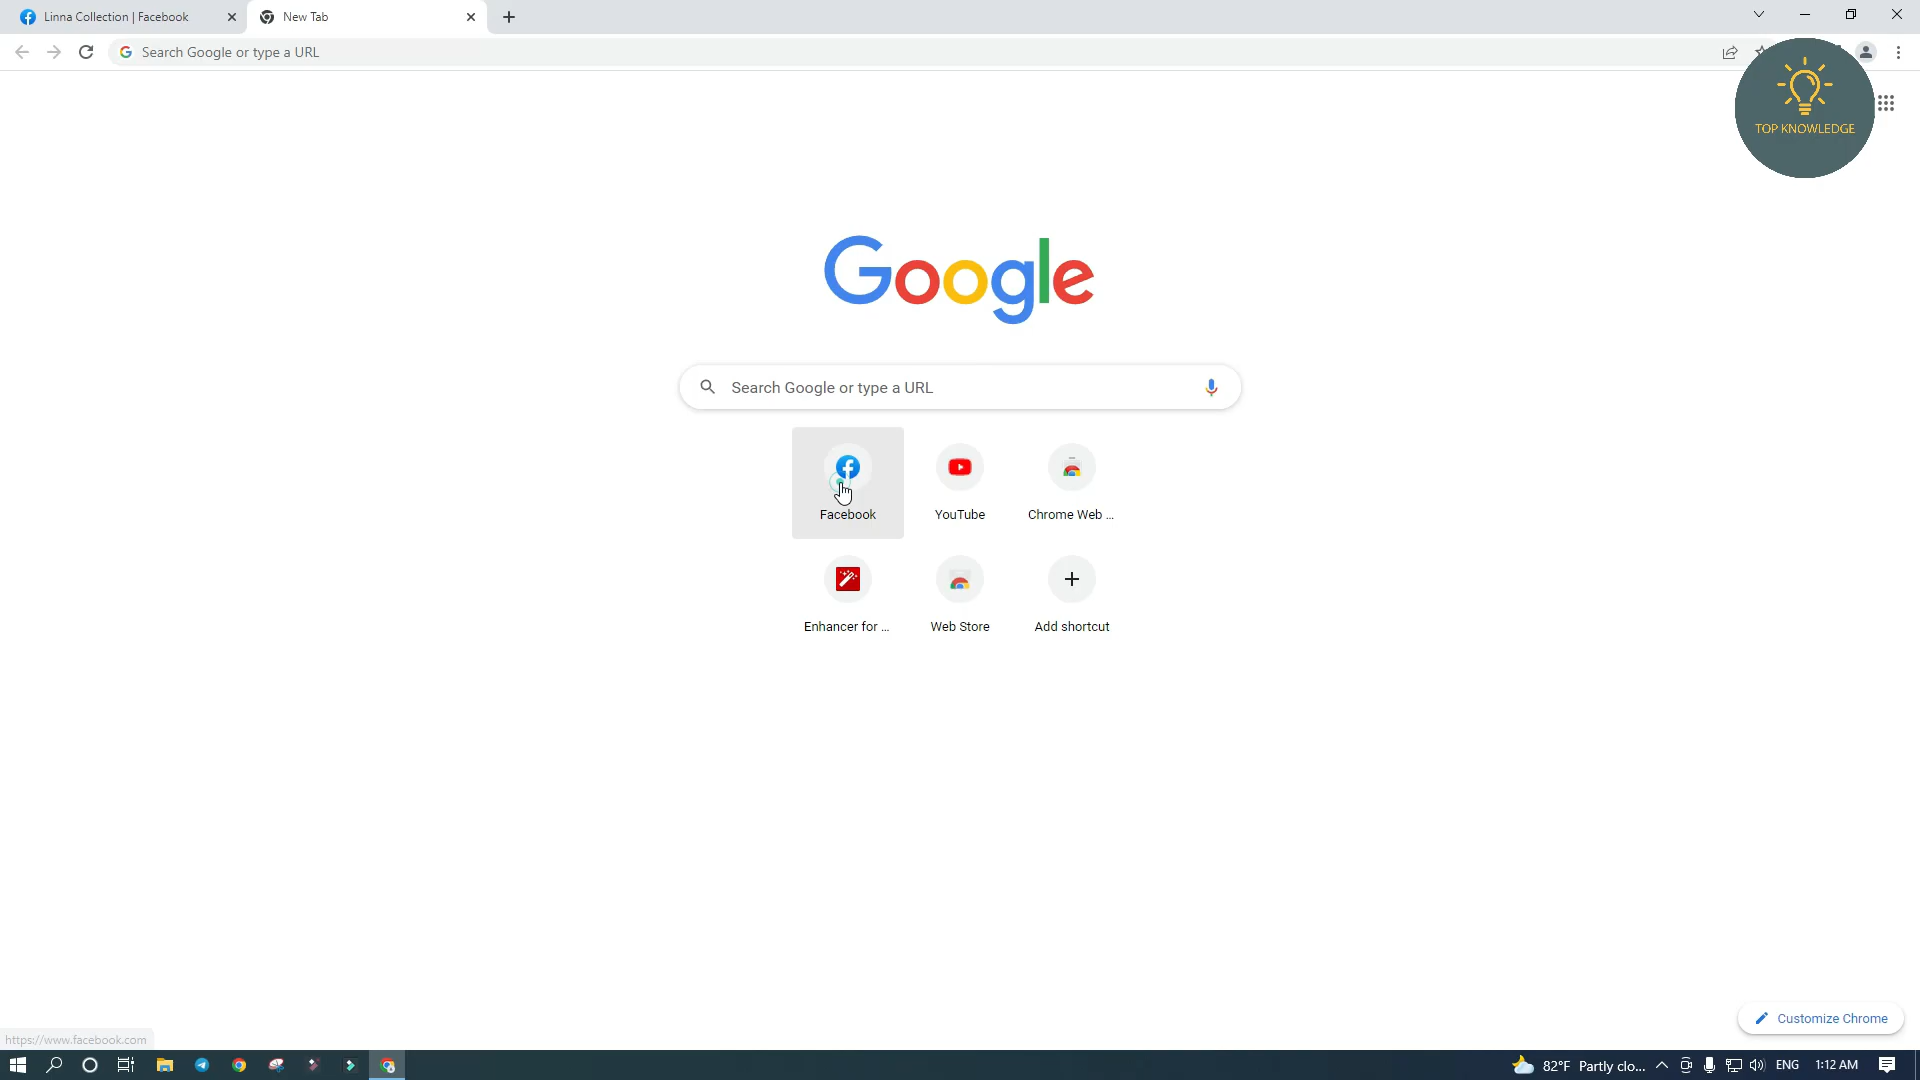 Linna Collection | Facebook
New Tab
Search Google or type a URL
TOP KNOWLEDGE
Google
Search Google or type a URL
Facebook
YouTube
Chrome Web ...
Enhancer for ...
Web Store
Add shortcut
Customize Chrome
https://www.facebook.com
82°F Partly clo... ENG 1:12 AM